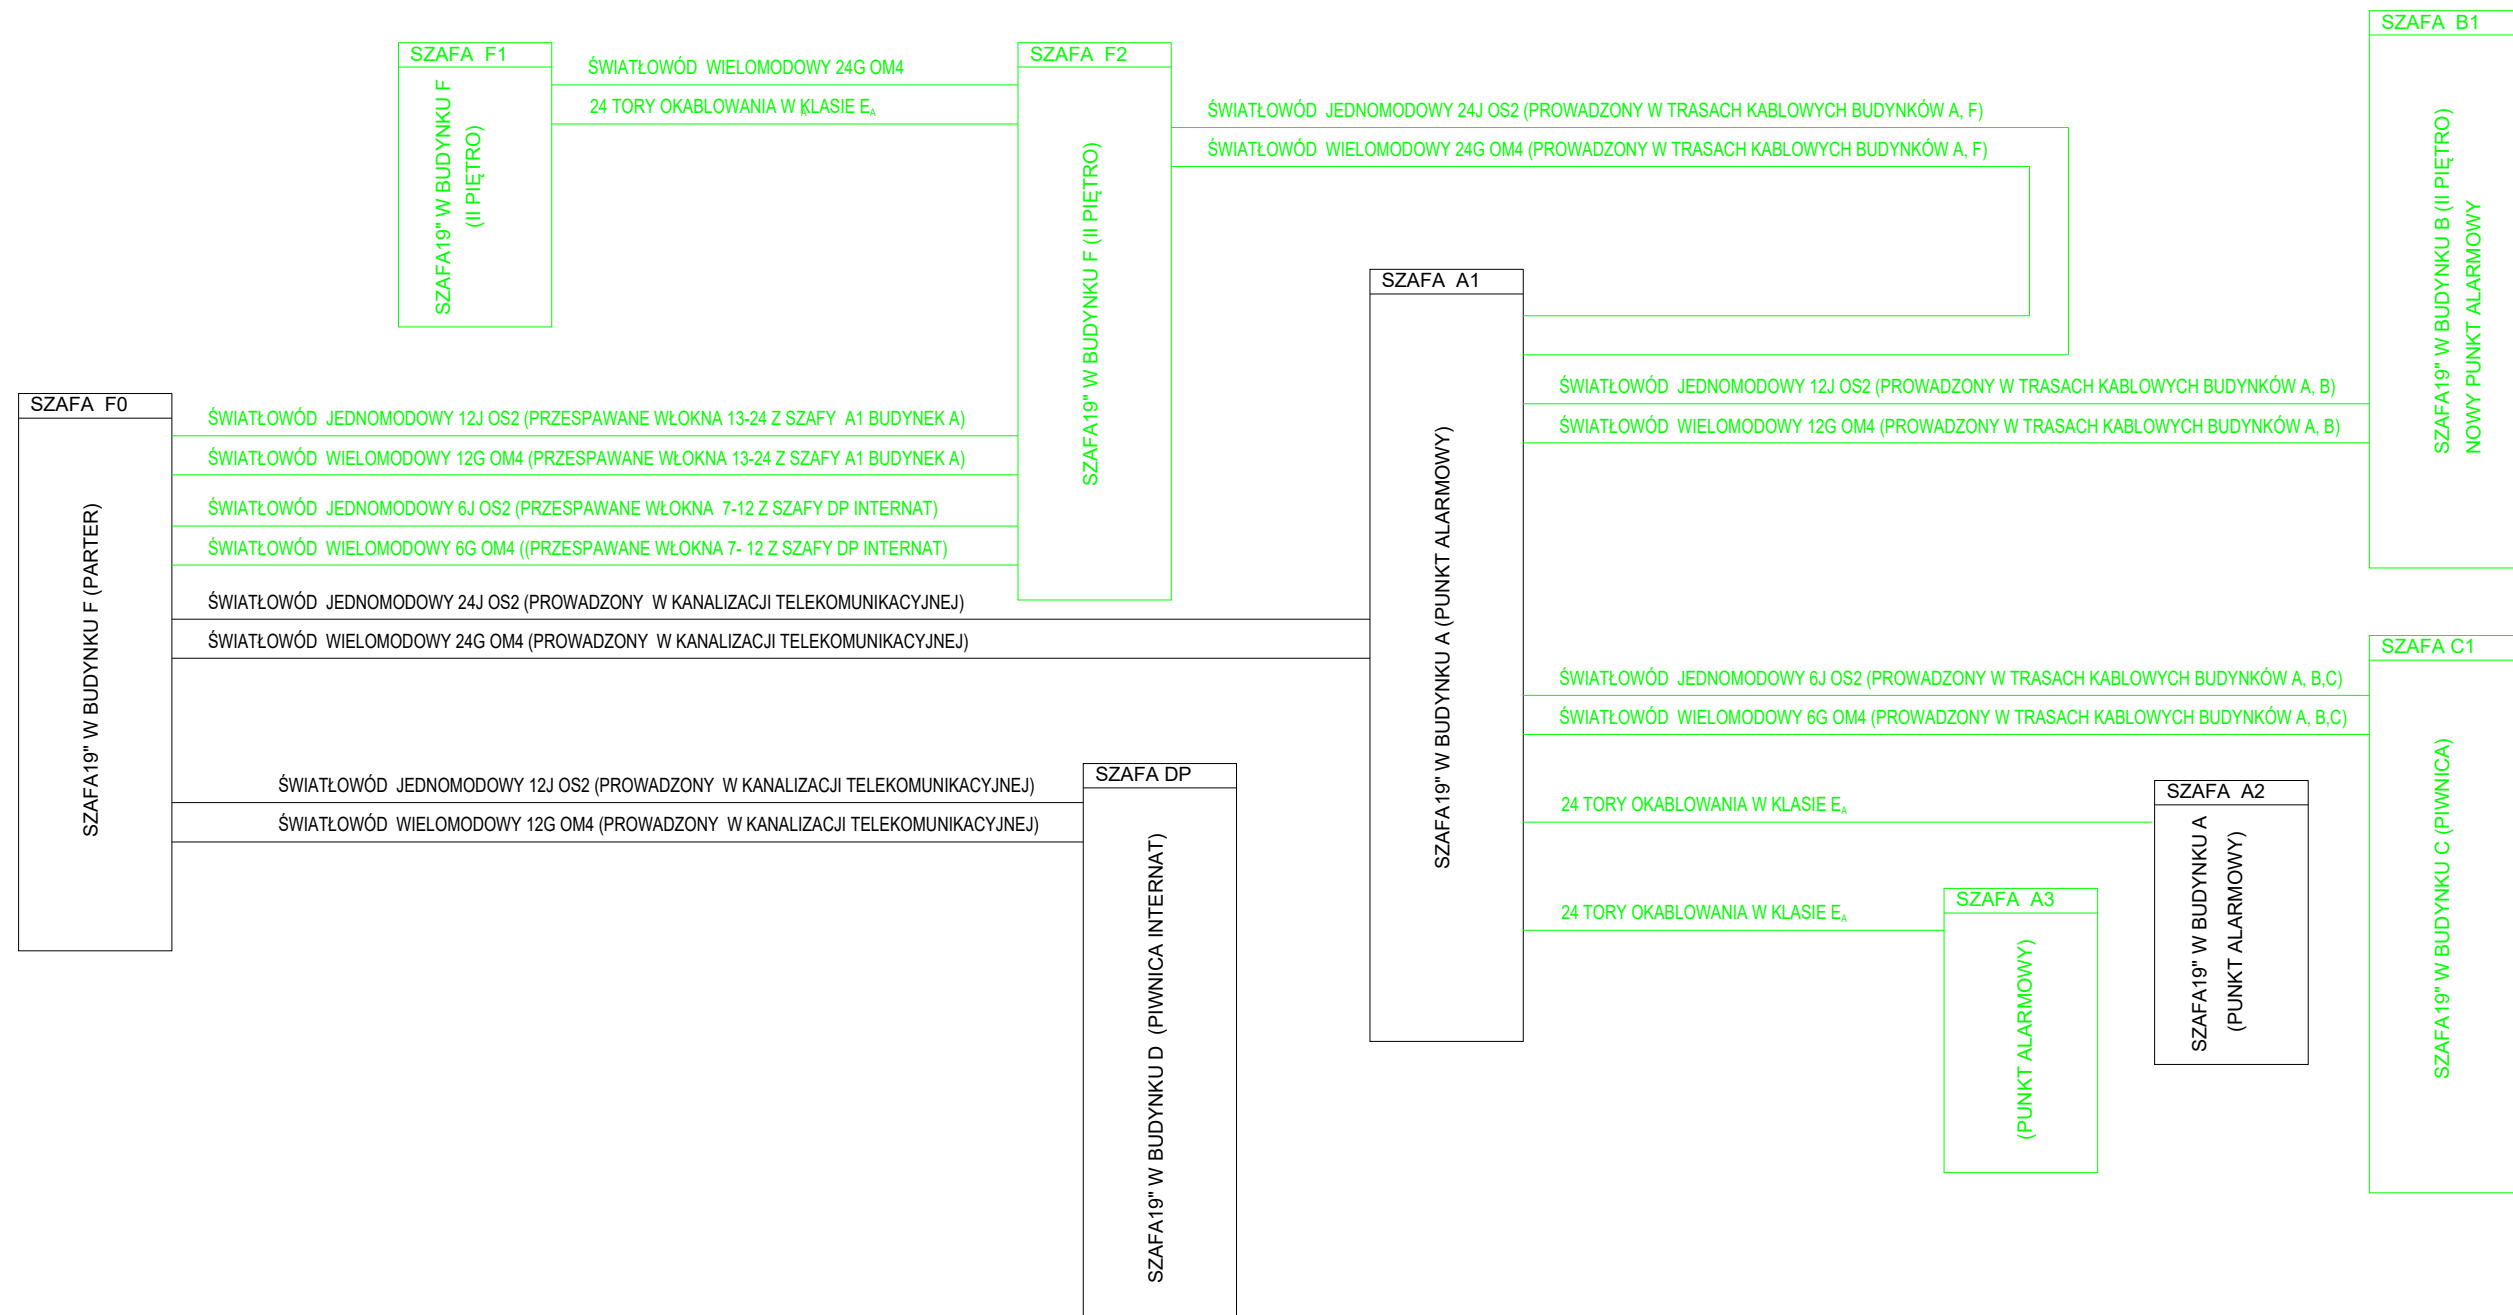 SZAFA F1
SZAFA19" W BUDYNKU F
(II PIĘTRO)
ŚWIATŁOWÓD WIELOMODOWY 24G OM4
24 TORY OKABLOWANIA W KLASIE EA
SZAFA F2
SZAFA19" W BUDYNKU F (II PIĘTRO)
ŚWIATŁOWÓD JEDNOMODOWY 24J OS2 (PROWADZONY W TRASACH KABLOWYCH BUDYNKÓW A, F)
ŚWIATŁOWÓD WIELOMODOWY 24G OM4 (PROWADZONY W TRASACH KABLOWYCH BUDYNKÓW A, F)
SZAFA B1
SZAFA19" W BUDYNKU B (II PIĘTRO)
NOWY PUNKT ALARMOWY
SZAFA A1
SZAFA19" W BUDYNKU A (PUNKT ALARMOWY)
ŚWIATŁOWÓD JEDNOMODOWY 12J OS2 (PROWADZONY W TRASACH KABLOWYCH BUDYNKÓW A, B)
ŚWIATŁOWÓD WIELOMODOWY 12G OM4 (PROWADZONY W TRASACH KABLOWYCH BUDYNKÓW A, B)
SZAFA F0
SZAFA19" W BUDYNKU F (PARTER)
ŚWIATŁOWÓD JEDNOMODOWY 12J OS2 (PRZESPAWANE WŁOKNA 13-24 Z SZAFY A1 BUDYNEK A)
ŚWIATŁOWÓD WIELOMODOWY 12G OM4 (PRZESPAWANE WŁOKNA 13-24 Z SZAFY A1 BUDYNEK A)
ŚWIATŁOWÓD JEDNOMODOWY 6J OS2 (PRZESPAWANE WŁOKNA 7-12 Z SZAFY DP INTERNAT)
ŚWIATŁOWÓD WIELOMODOWY 6G OM4 ((PRZESPAWANE WŁOKNA 7- 12 Z SZAFY DP INTERNAT)
ŚWIATŁOWÓD JEDNOMODOWY 24J OS2 (PROWADZONY W KANALIZACJI TELEKOMUNIKACYJNEJ)
ŚWIATŁOWÓD WIELOMODOWY 24G OM4 (PROWADZONY W KANALIZACJI TELEKOMUNIKACYJNEJ)
ŚWIATŁOWÓD JEDNOMODOWY 12J OS2 (PROWADZONY W KANALIZACJI TELEKOMUNIKACYJNEJ)
ŚWIATŁOWÓD WIELOMODOWY 12G OM4 (PROWADZONY W KANALIZACJI TELEKOMUNIKACYJNEJ)
SZAFA DP
SZAFA19" W BUDYNKU D (PIWNICA INTERNAT)
SZAFA C1
SZAFA19" W BUDYNKU C (PIWNICA)
ŚWIATŁOWÓD JEDNOMODOWY 6J OS2 (PROWADZONY W TRASACH KABLOWYCH BUDYNKÓW A, B,C)
ŚWIATŁOWÓD WIELOMODOWY 6G OM4 (PROWADZONY W TRASACH KABLOWYCH BUDYNKÓW A, B,C)
24 TORY OKABLOWANIA W KLASIE EA
SZAFA A2
SZAFA19" W BUDYNKU A
(PUNKT ALARMOWY)
24 TORY OKABLOWANIA W KLASIE EA
SZAFA A3
(PUNKT ALARMOWY)